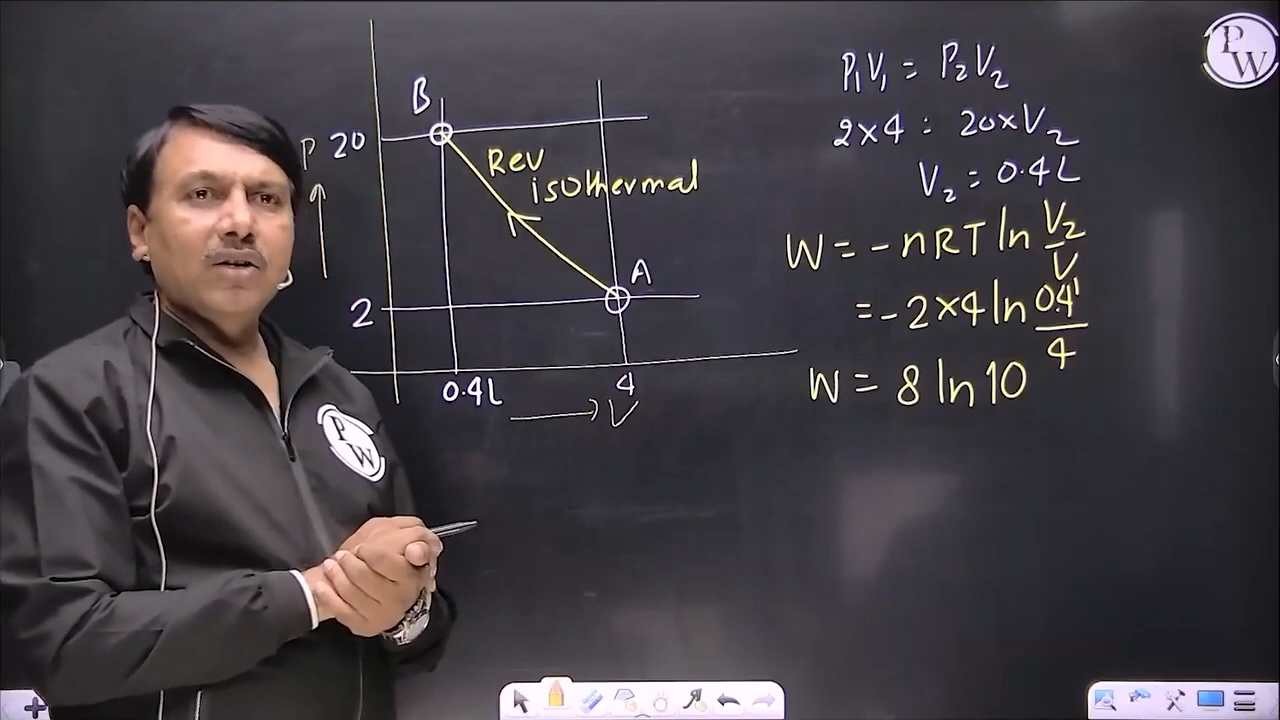 PW
B
P 20
Rev
isothermal
A
2
0.4L
4
V
P₁V₁ = P₂V₂
2×4 = 20×V₂
V₂ = 0.4L
W = -nRT ln V₂/V₁
= -2×4 ln 0.4/4
W = 8 ln 10
PW